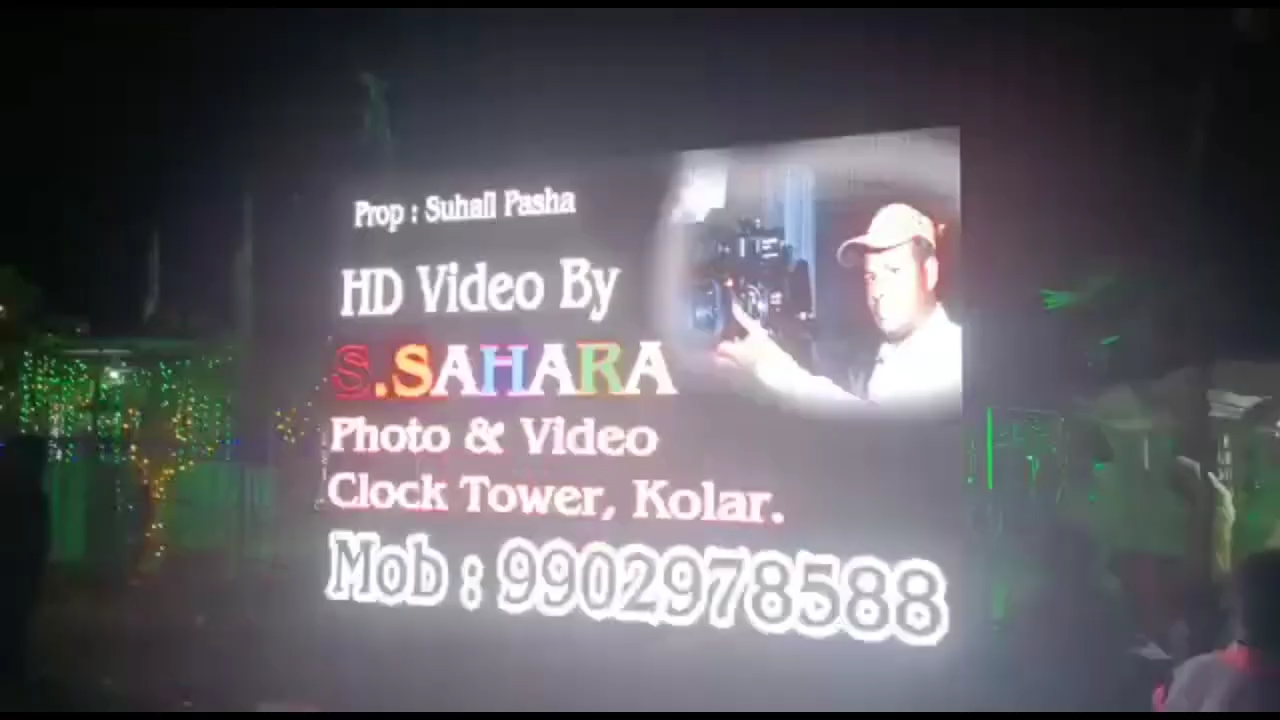 Prop : Suhail Pasha
HD Video By
S.SAHARA
Photo & Video
Clock Tower, Kolar.
Mob : 9902978588